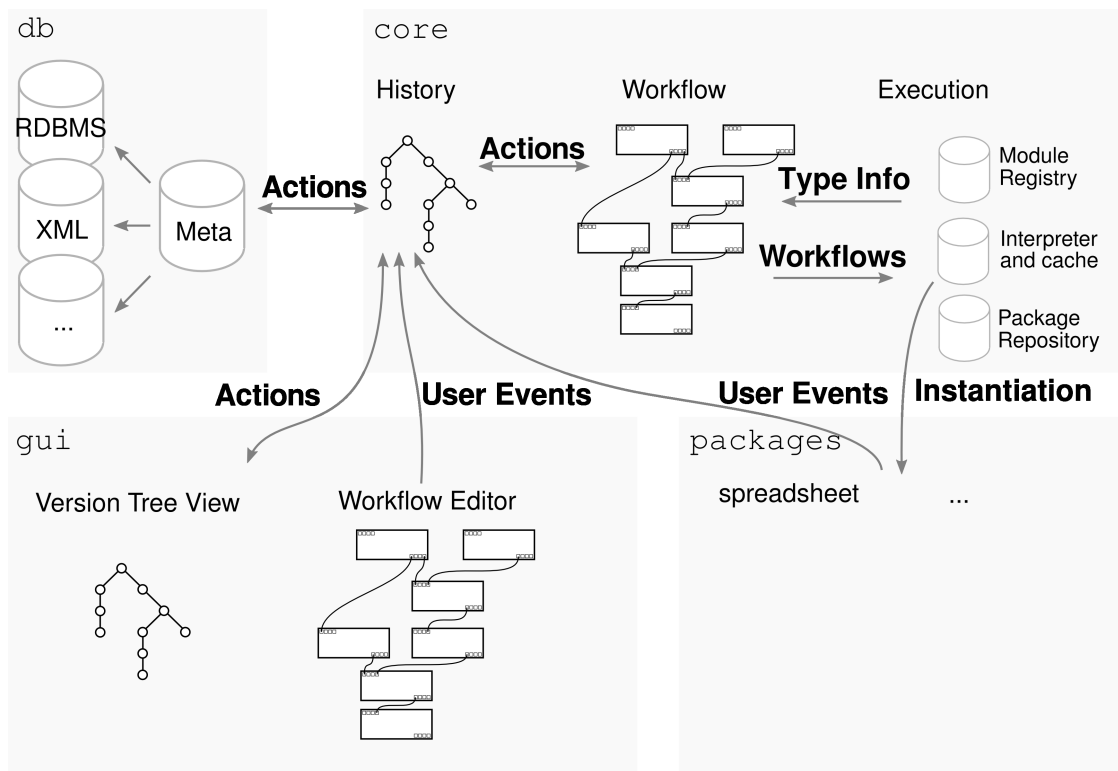 db
RDBMS
XML
...
Meta
Actions
core
History
Actions
Workflow
Type Info
Workflows
Execution
Module
Registry
Interpreter
and cache
Package
Repository
Actions
User Events
User Events
Instantiation
gui
Version Tree View
Workflow Editor
packages
spreadsheet
...